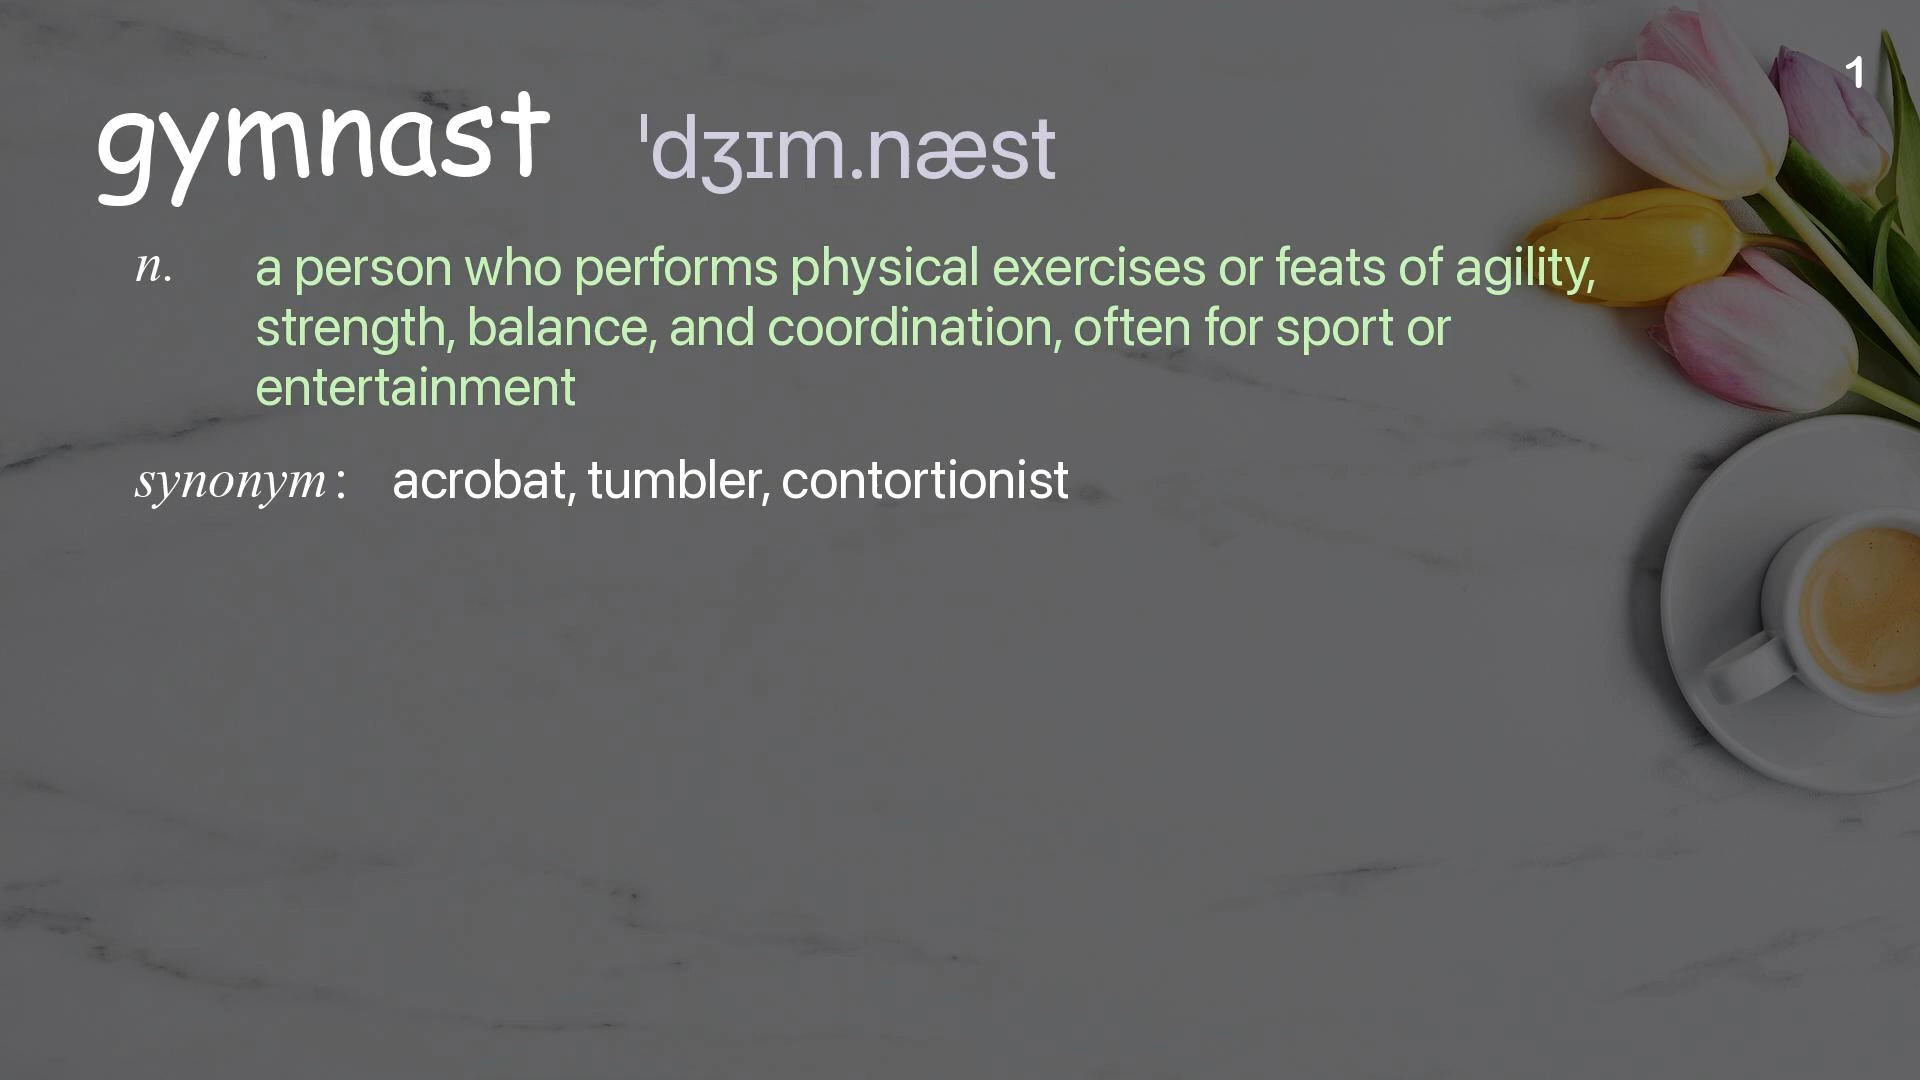 1
gymnast ˈdʒɪm.næst
n. a person who performs physical exercises or feats of agility,
strength, balance, and coordination, often for sport or
entertainment
synonym : acrobat, tumbler, contortionist